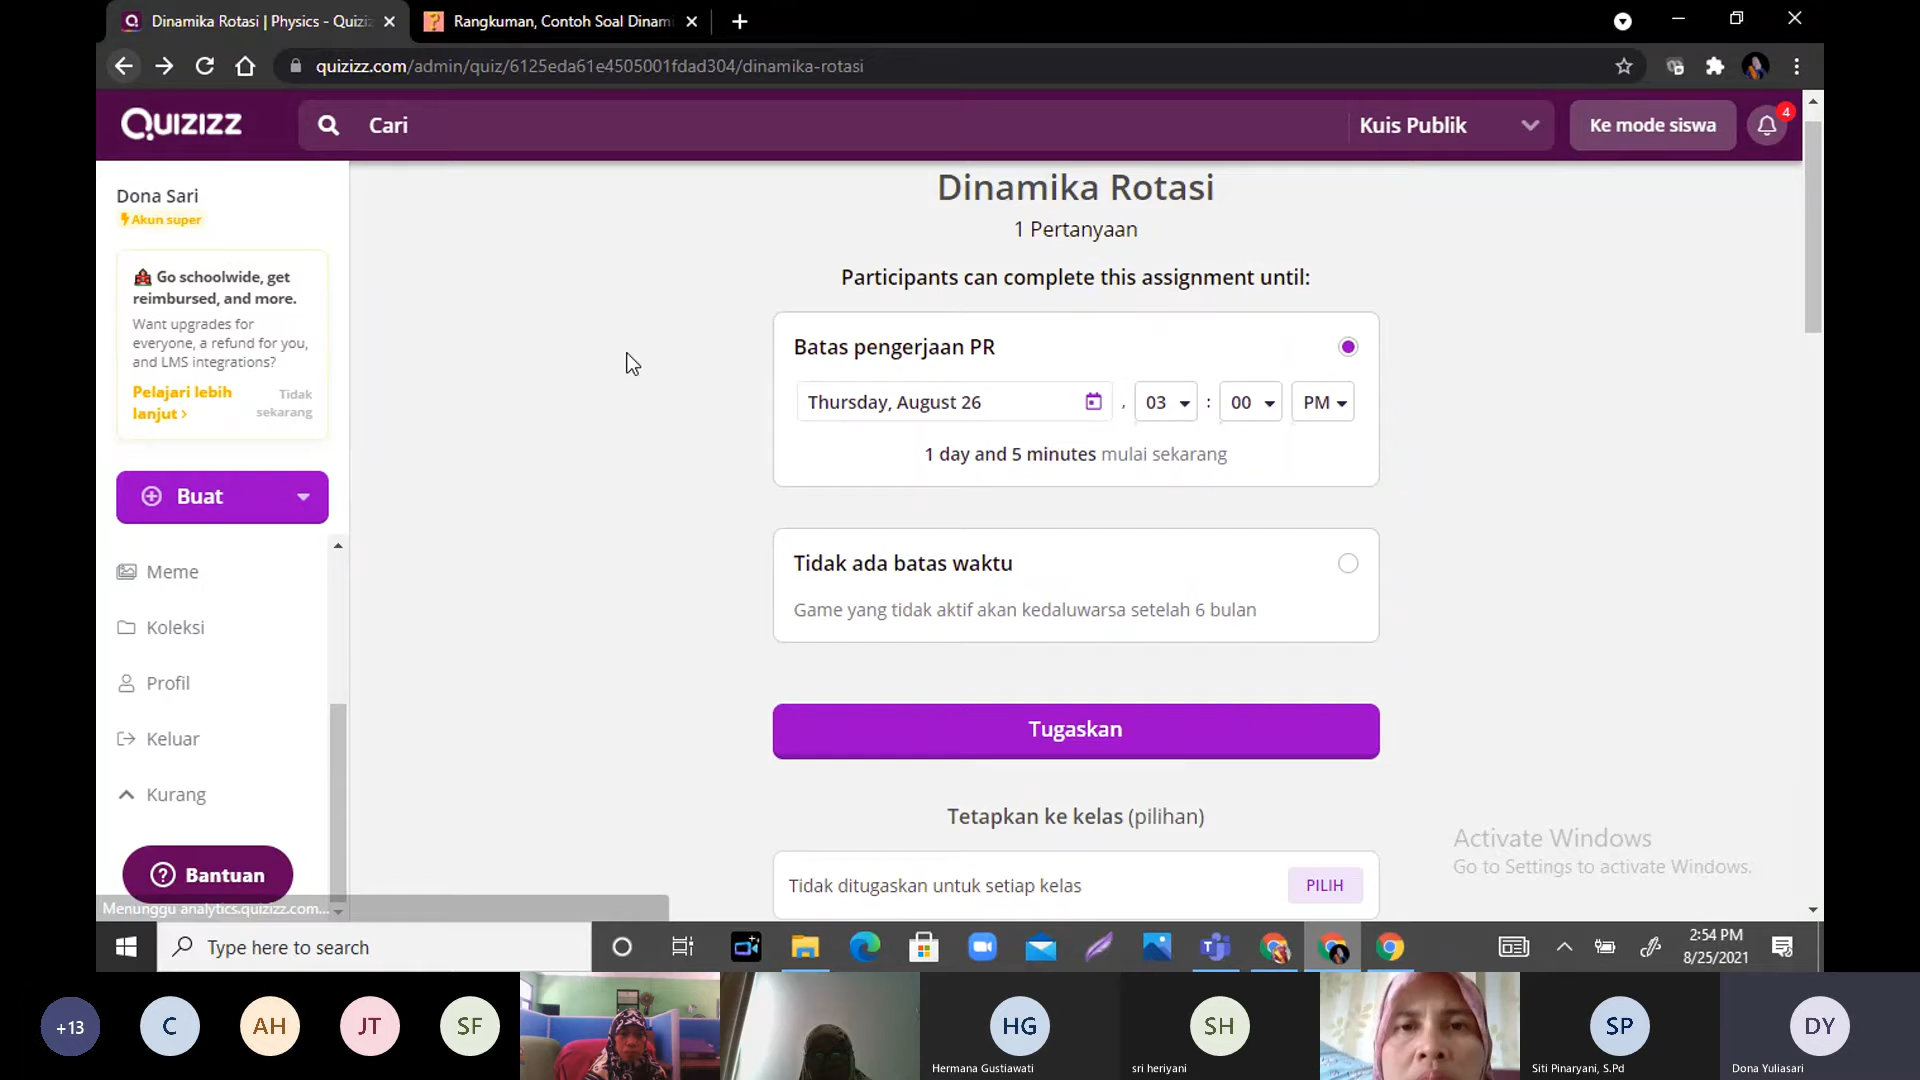 Dinamika Rotasi | Physics - Quiziz
Rangkuman, Contoh Soal Dinam
quizizz.com/admin/quiz/6125eda61e4505001fdad304/dinamika-rotasi
QUIZIZZ
Cari
Kuis Publik
Ke mode siswa
4
Dona Sari
Akun super
Go schoolwide, get
reimbursed, and more.
Want upgrades for
everyone, a refund for you,
and LMS integrations?
Pelajari lebih
lanjut >
Tidak
sekarang
Buat
Meme
Koleksi
Profil
Keluar
Kurang
Bantuan
Menunggu analytics.quizizz.com...
Dinamika Rotasi
1 Pertanyaan
Participants can complete this assignment until:
Batas pengerjaan PR
Thursday, August 26 , 03 : 00 PM
1 day and 5 minutes mulai sekarang
Tidak ada batas waktu
Game yang tidak aktif akan kedaluwarsa setelah 6 bulan
Tugaskan
Tetapkan ke kelas (pilihan)
Tidak ditugaskan untuk setiap kelas
PILIH
Activate Windows
Go to Settings to activate Windows.
Type here to search
2:54 PM
8/25/2021
+13
C
AH
JT
SF
HG
Hermana Gustiawati
SH
sri heriyani
SP
Siti Pinaryani, S.Pd
DY
Dona Yuliasari